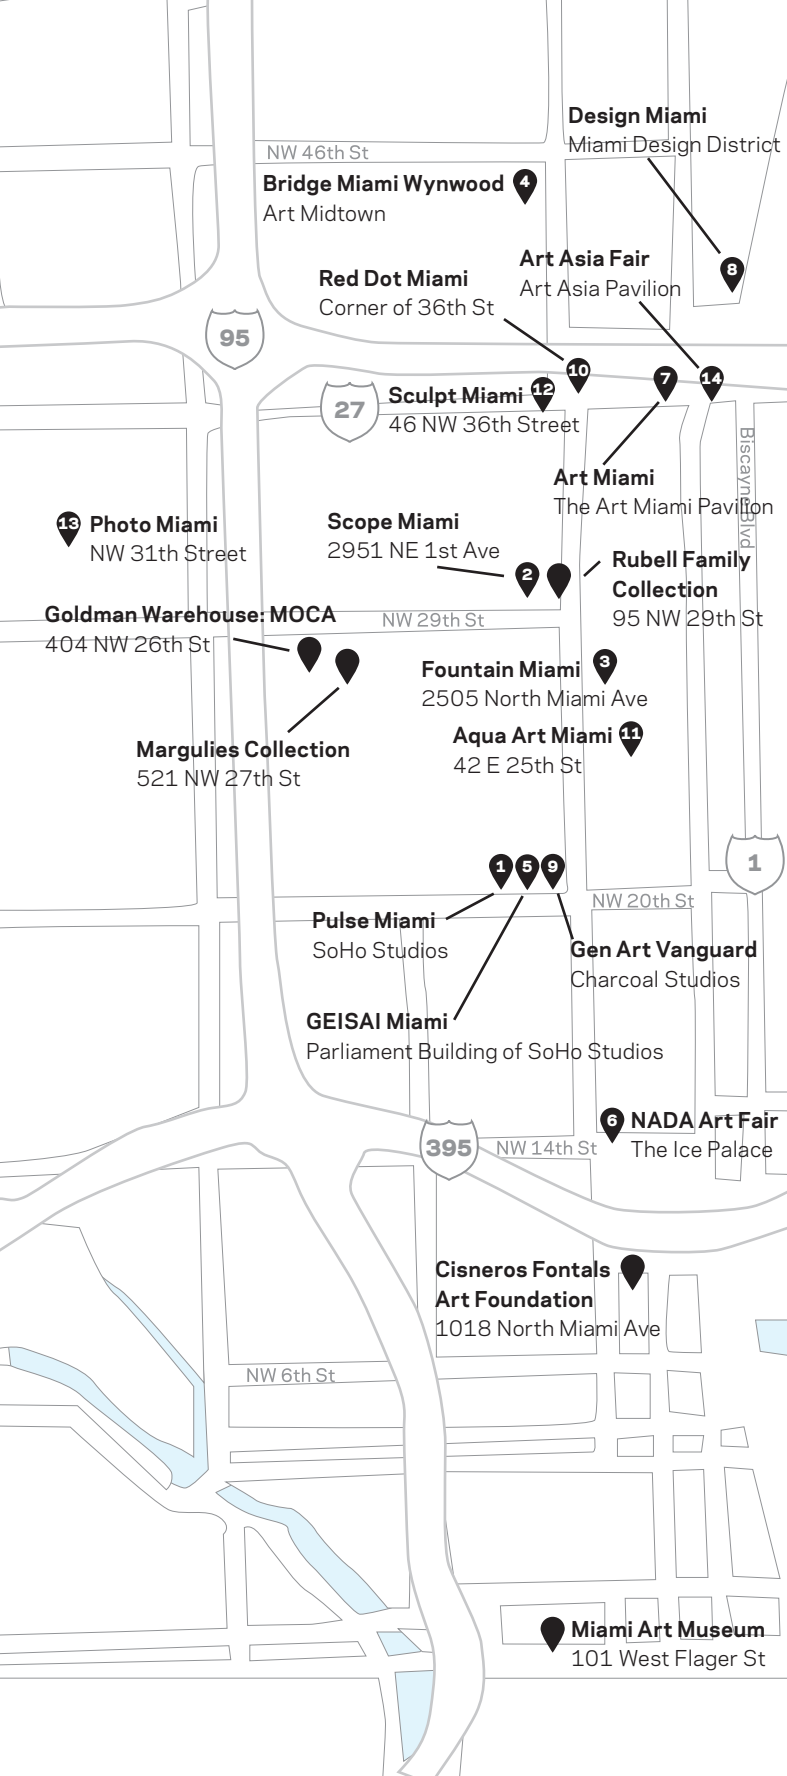 Design Miami
Miami Design District
NW 46th St
Bridge Miami Wynwood
4
Art Midtown
Art Asia Fair
Art Asia Pavilion
8
Red Dot Miami
Corner of 36th St
95
10
7
14
27
Sculpt Miami
12
46 NW 36th Street
Biscayne Blvd
Art Miami
The Art Miami Pavilion
13
Photo Miami
NW 31th Street
Scope Miami
2951 NE 1st Ave
2
Rubell Family
Collection
95 NW 29th St
Goldman Warehouse: MOCA
404 NW 26th St
NW 29th St
Fountain Miami
3
2505 North Miami Ave
Aqua Art Miami
11
42 E 25th St
Margulies Collection
521 NW 27th St
1
5
9
1
NW 20th St
Pulse Miami
SoHo Studios
Gen Art Vanguard
Charcoal Studios
GEISAI Miami
Parliament Building of SoHo Studios
6
NADA Art Fair
The Ice Palace
395
NW 14th St
Cisneros Fontals
Art Foundation
1018 North Miami Ave
NW 6th St
Miami Art Museum
101 West Flager St